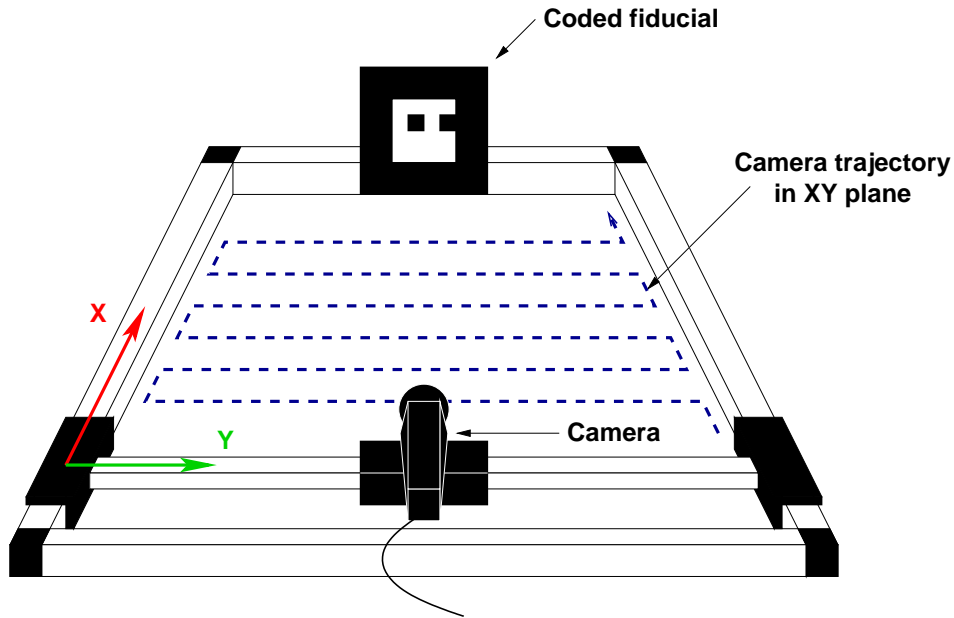 Coded fiducial
Camera trajectory
in XY plane
X
Y
Camera